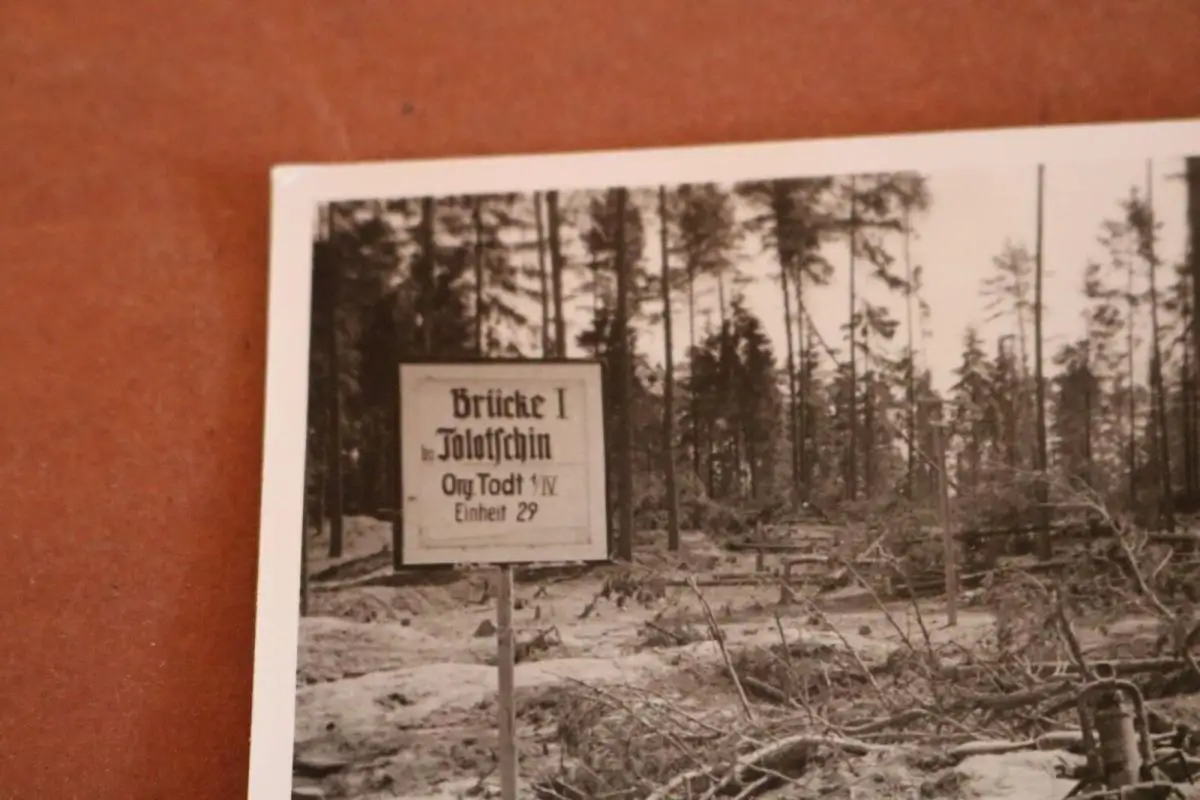 Brücke I
bei Tolotschin
Org. Todt
Einheit 29